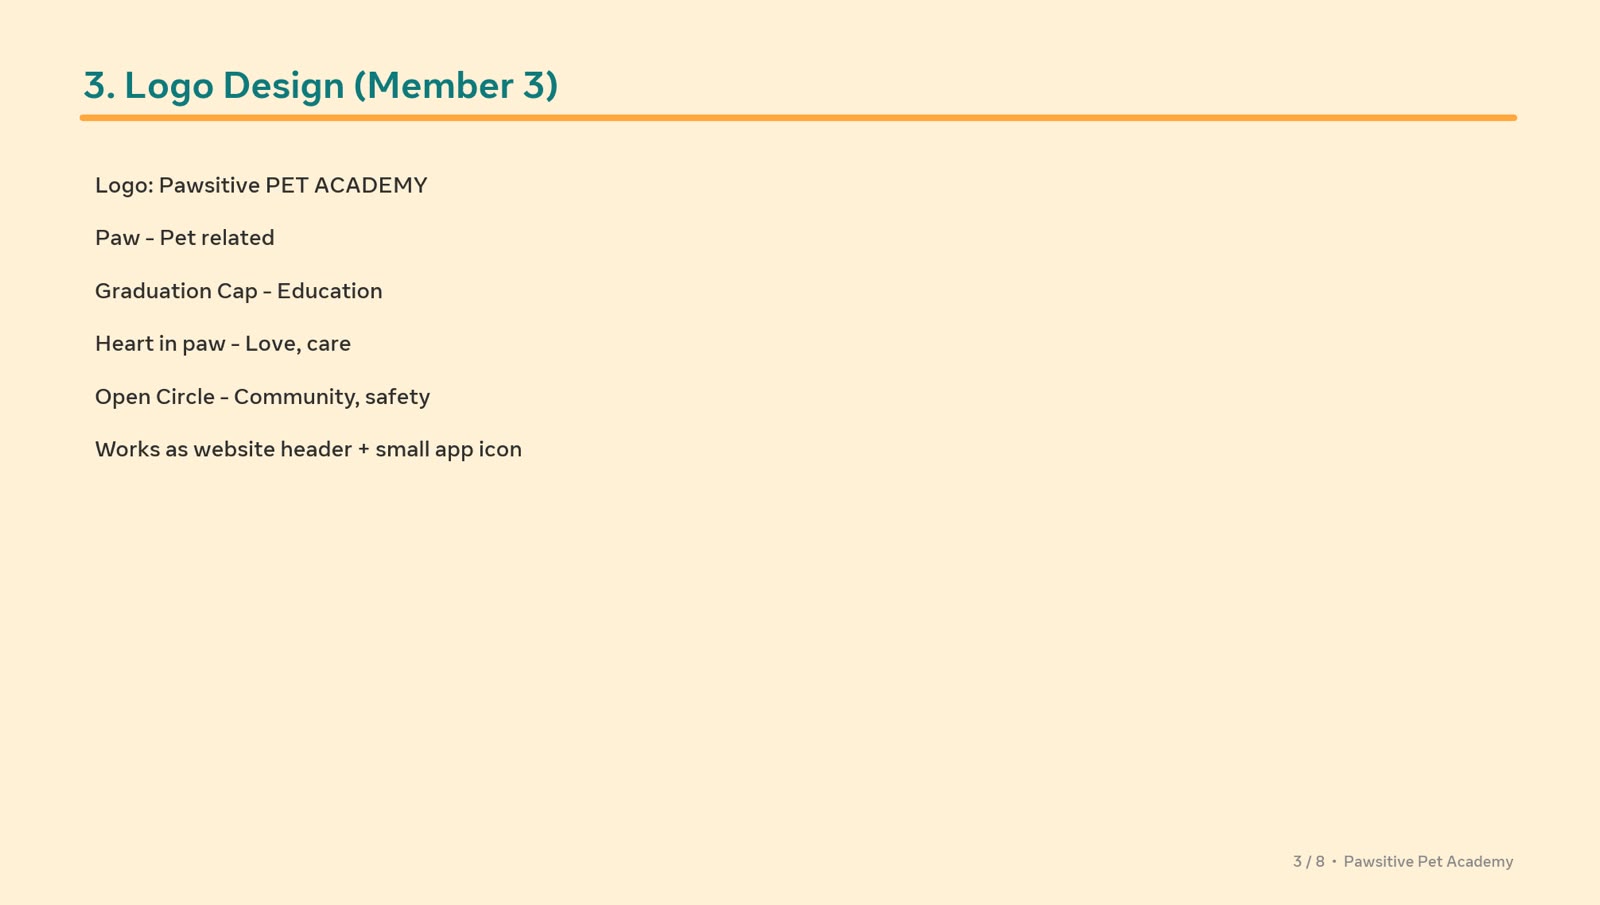 3. Logo Design (Member 3)
Logo: Pawsitive PET ACADEMY
Paw - Pet related
Graduation Cap - Education
Heart in paw - Love, care
Open Circle - Community, safety
Works as website header + small app icon
3 / 8 • Pawsitive Pet Academy